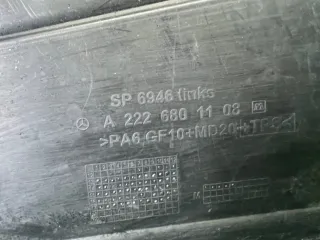 SP 6946 links
A 222 680 11 08
>PA6,GF10+MD20
M